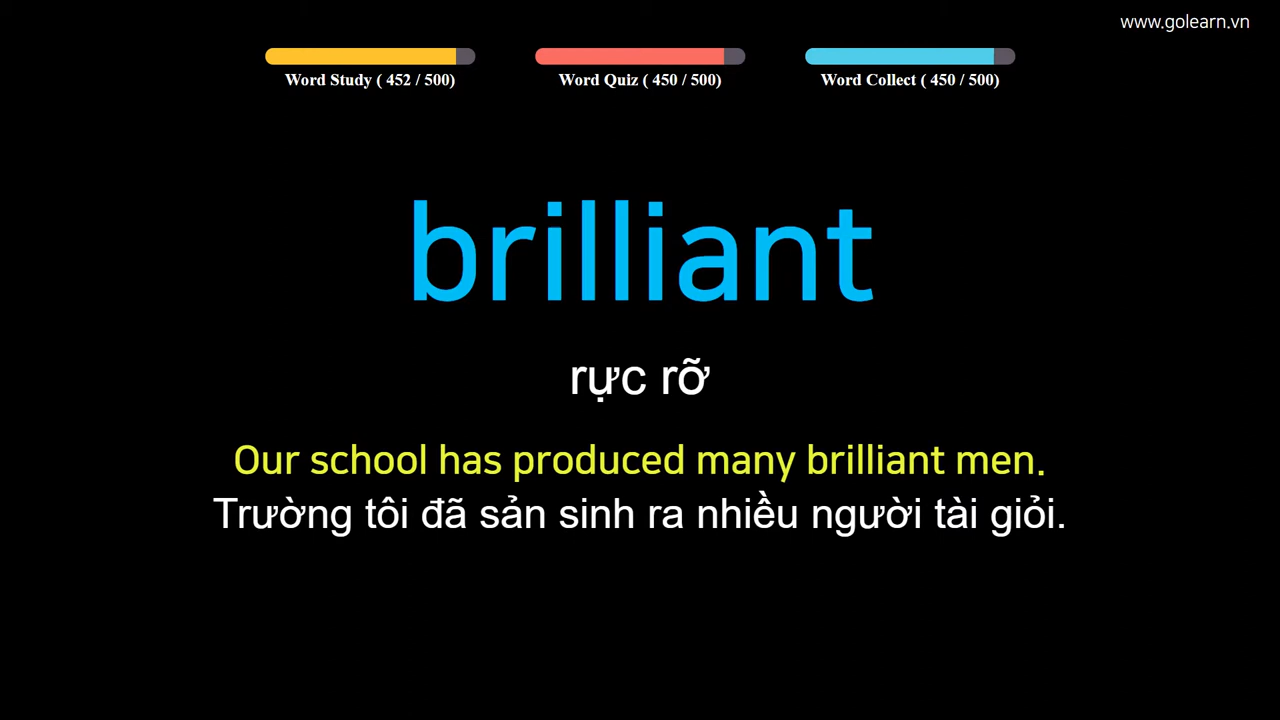 www.golearn.vn
Word Study ( 452 / 500)
Word Quiz ( 450 / 500)
Word Collect ( 450 / 500)
brilliant
rực rỡ
Our school has produced many brilliant men.
Trường tôi đã sản sinh ra nhiều người tài giỏi.